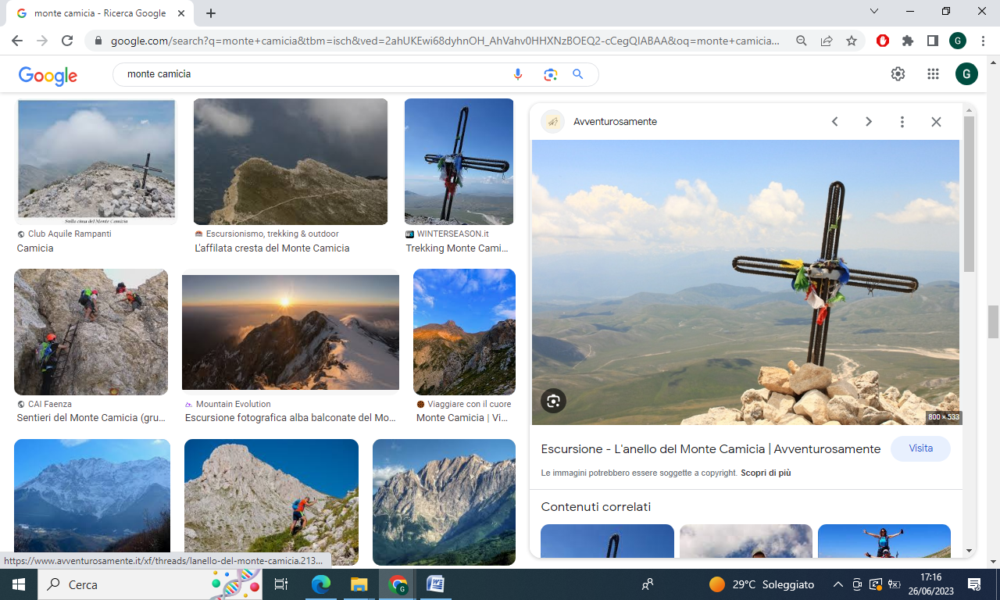 monte camicia - Ricerca Google
google.com/search?q=monte+camicia&tbm=isch&ved=2ahUKEwi68dyhnOH_AhVahv0HHXNzBOEQ2-cCegQIABAA&oq=monte+camicia...
G
Google
monte camicia
G
Sulla cima del Monte Camicia
Club Aquile Rampanti
Camicia
Escursionismo, trekking & outdoor
L'affilata cresta del Monte Camicia
WINTERSEASON.it
Trekking Monte Cami...
CAI Faenza
Sentieri del Monte Camicia (gru...
Mountain Evolution
Escursione fotografica alba balconate del Mo...
Viaggiare con il cuore
Monte Camicia | Vi...
Avventurosamente
800 × 533
Escursione - L'anello del Monte Camicia | Avventurosamente
Visita
Le immagini potrebbero essere soggette a copyright. Scopri di più
Contenuti correlati
https://www.avventurosamente.it/xf/threads/lanello-del-monte-camicia.213...
Cerca
G
W
29°C Soleggiato
17:16
26/06/2023